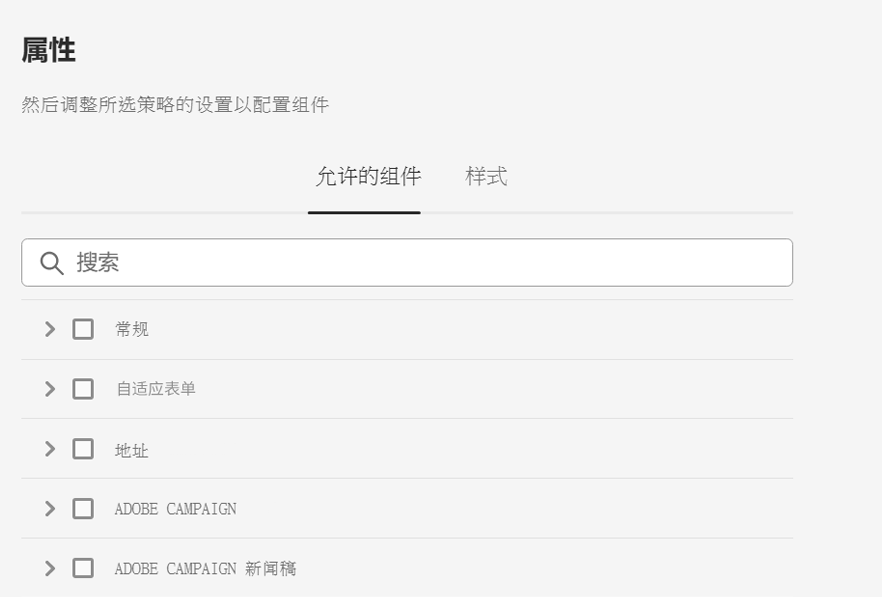 属性
然后调整所选策略的设置以配置组件
允许的组件 样式
搜索
常规
自适应表单
地址
ADOBE CAMPAIGN
ADOBE CAMPAIGN 新闻稿